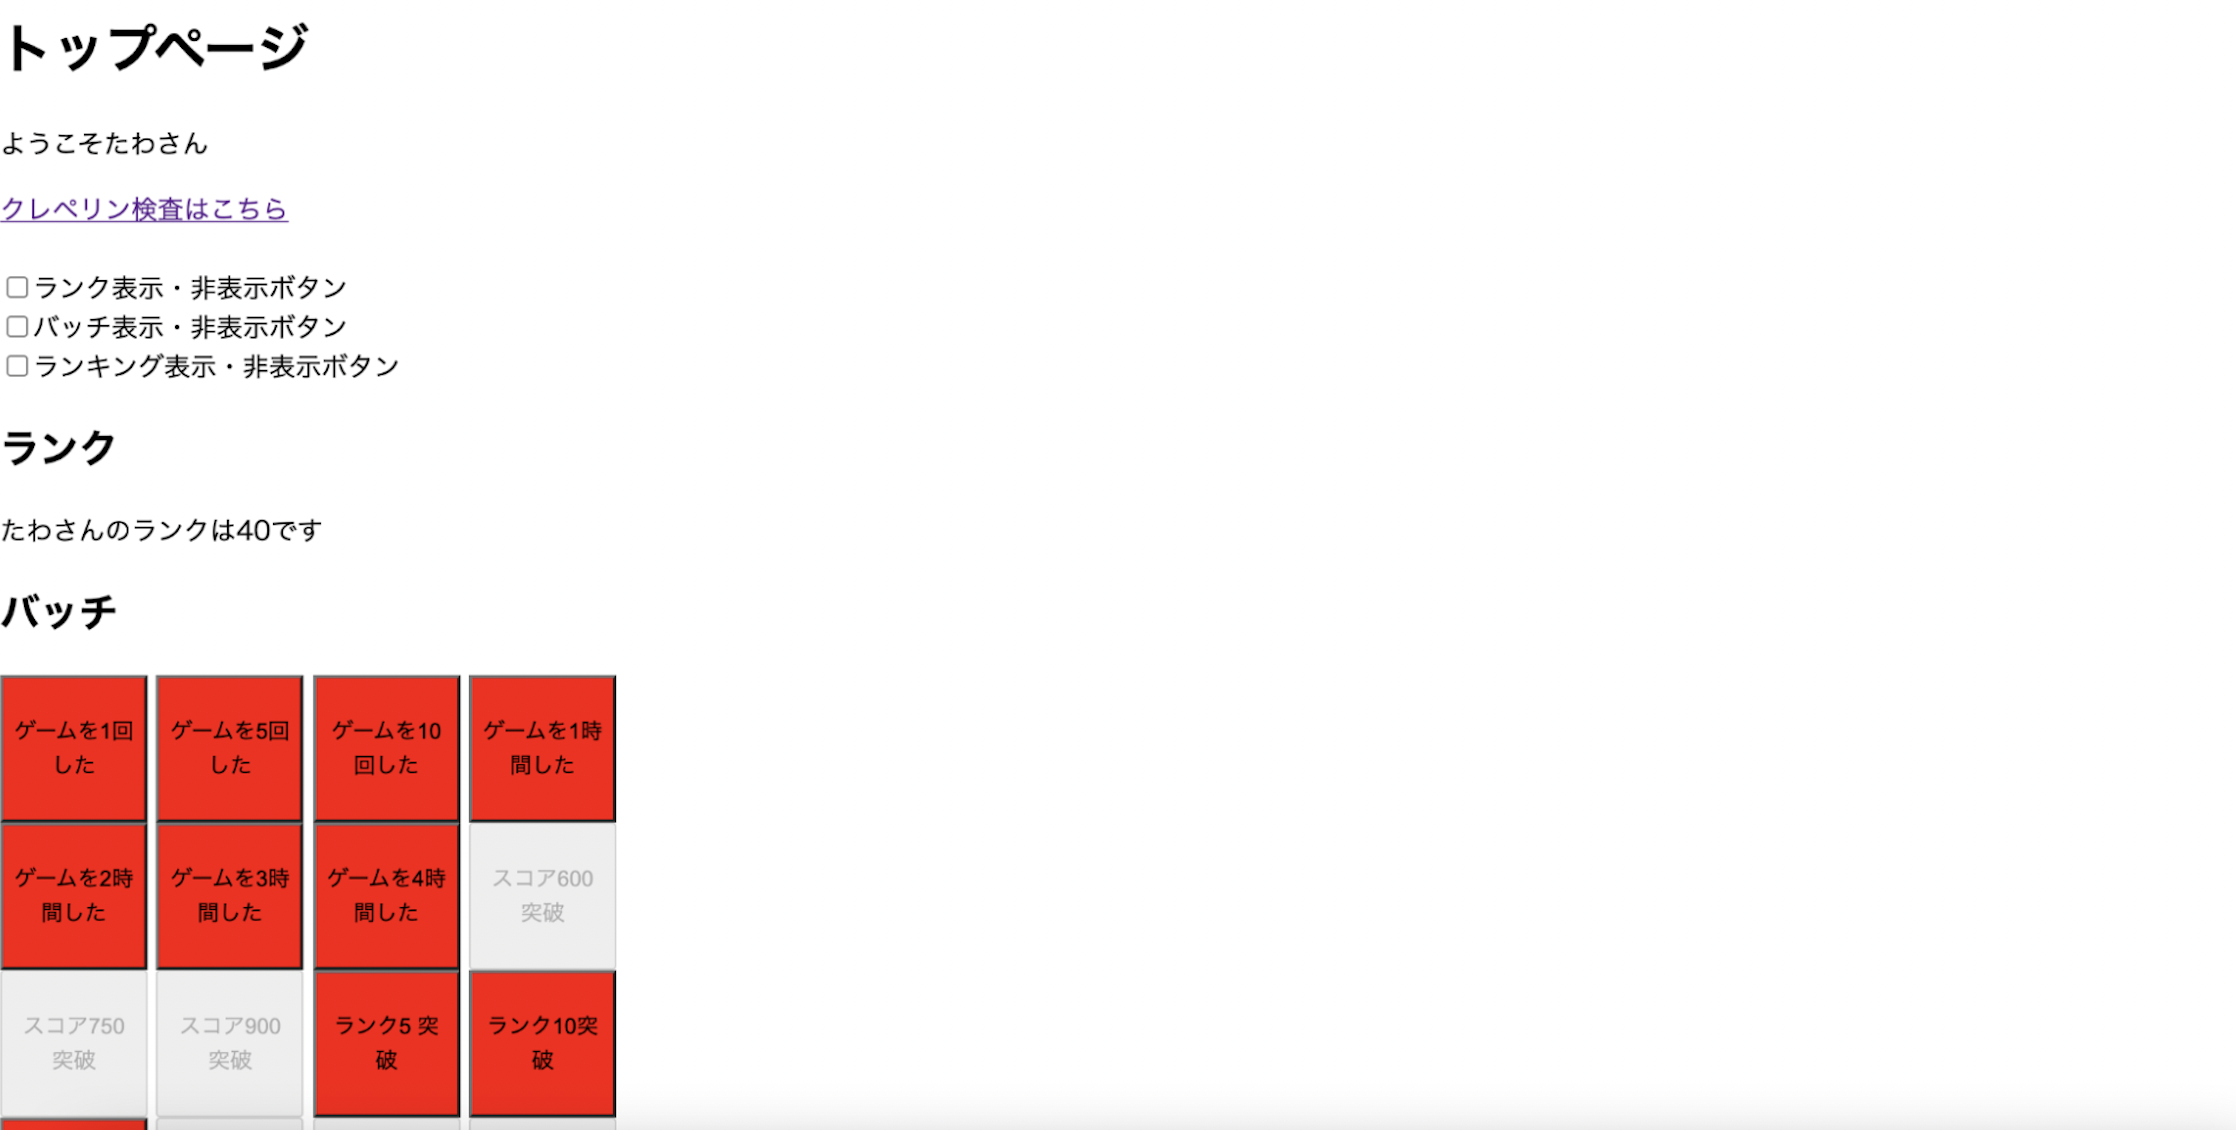 トップページ
ようこそたわさん
クレペリン検査はこちら
ランク表示・非表示ボタン
バッチ表示・非表示ボタン
ランキング表示・非表示ボタン
ランク
たわさんのランクは40です
バッチ
ゲームを1回
した
ゲームを5回
した
ゲームを10
回した
ゲームを1時
間した
ゲームを2時
間した
ゲームを3時
間した
ゲームを4時
間した
スコア600
突破
スコア750
突破
スコア900
突破
ランク5 突
破
ランク10突
破